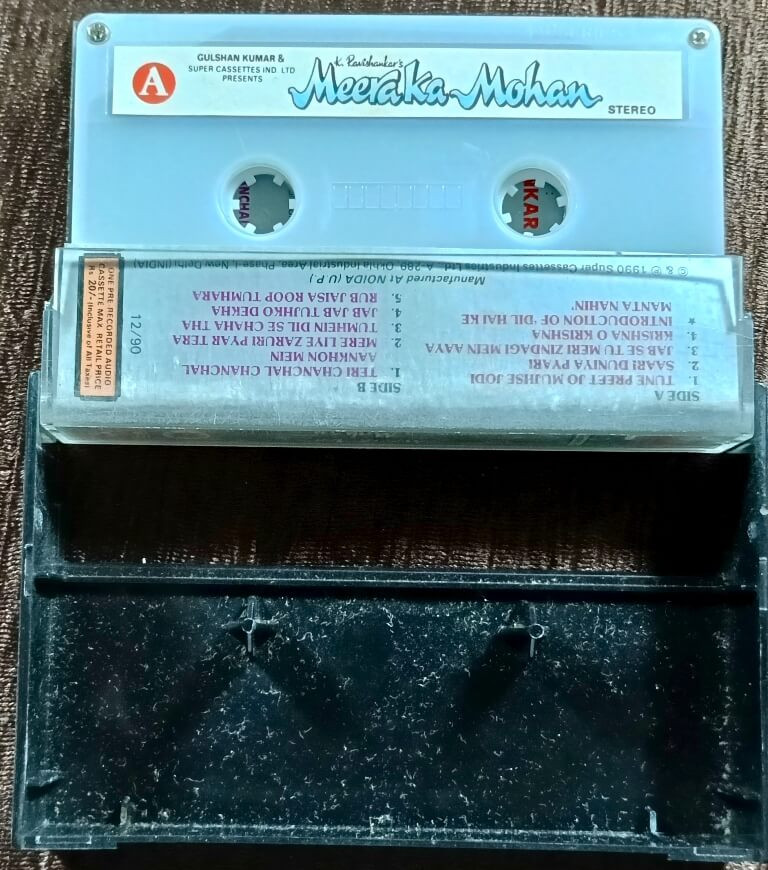 A
GULSHAN KUMAR &
SUPER CASSETTES IND. LTD
PRESENTS
K. Ravishankar's
Meera Ka Mohan
STEREO
NCHAL
KAR
SIDE A
1. TUNE PREET JO MUJHSE JODI
2. SAARI DUNIYA PYARI
3. JAB SE TU MERI ZINDAGI MEIN AAYA
4. KRISHNA O KRISHNA
★ INTRODUCTION OF 'DIL HAI KE
MANTA NAHIN'
SIDE B
1. TERI CHANCHAL CHANCHAL
AANKHON MEIN
2. MERE LIYE ZARURI PYAR TERA
3. TUMHEIN DIL SE CHAHA THA
4. JAB JAB TUJHKO DEKHA
5. RUB JAISA ROOP TUMHARA
Manufactured At NOIDA (U.P.)
© & ℗ 1990 Super Cassettes Industries Ltd. A-289, Okhla Industrial Area, Phase-I, New Delhi (INDIA)
ONE PRE RECORDED AUDIO
CASSETTE MAX. RETAIL PRICE
Rs. 20/- (Inclusive of All Taxes)
12/90